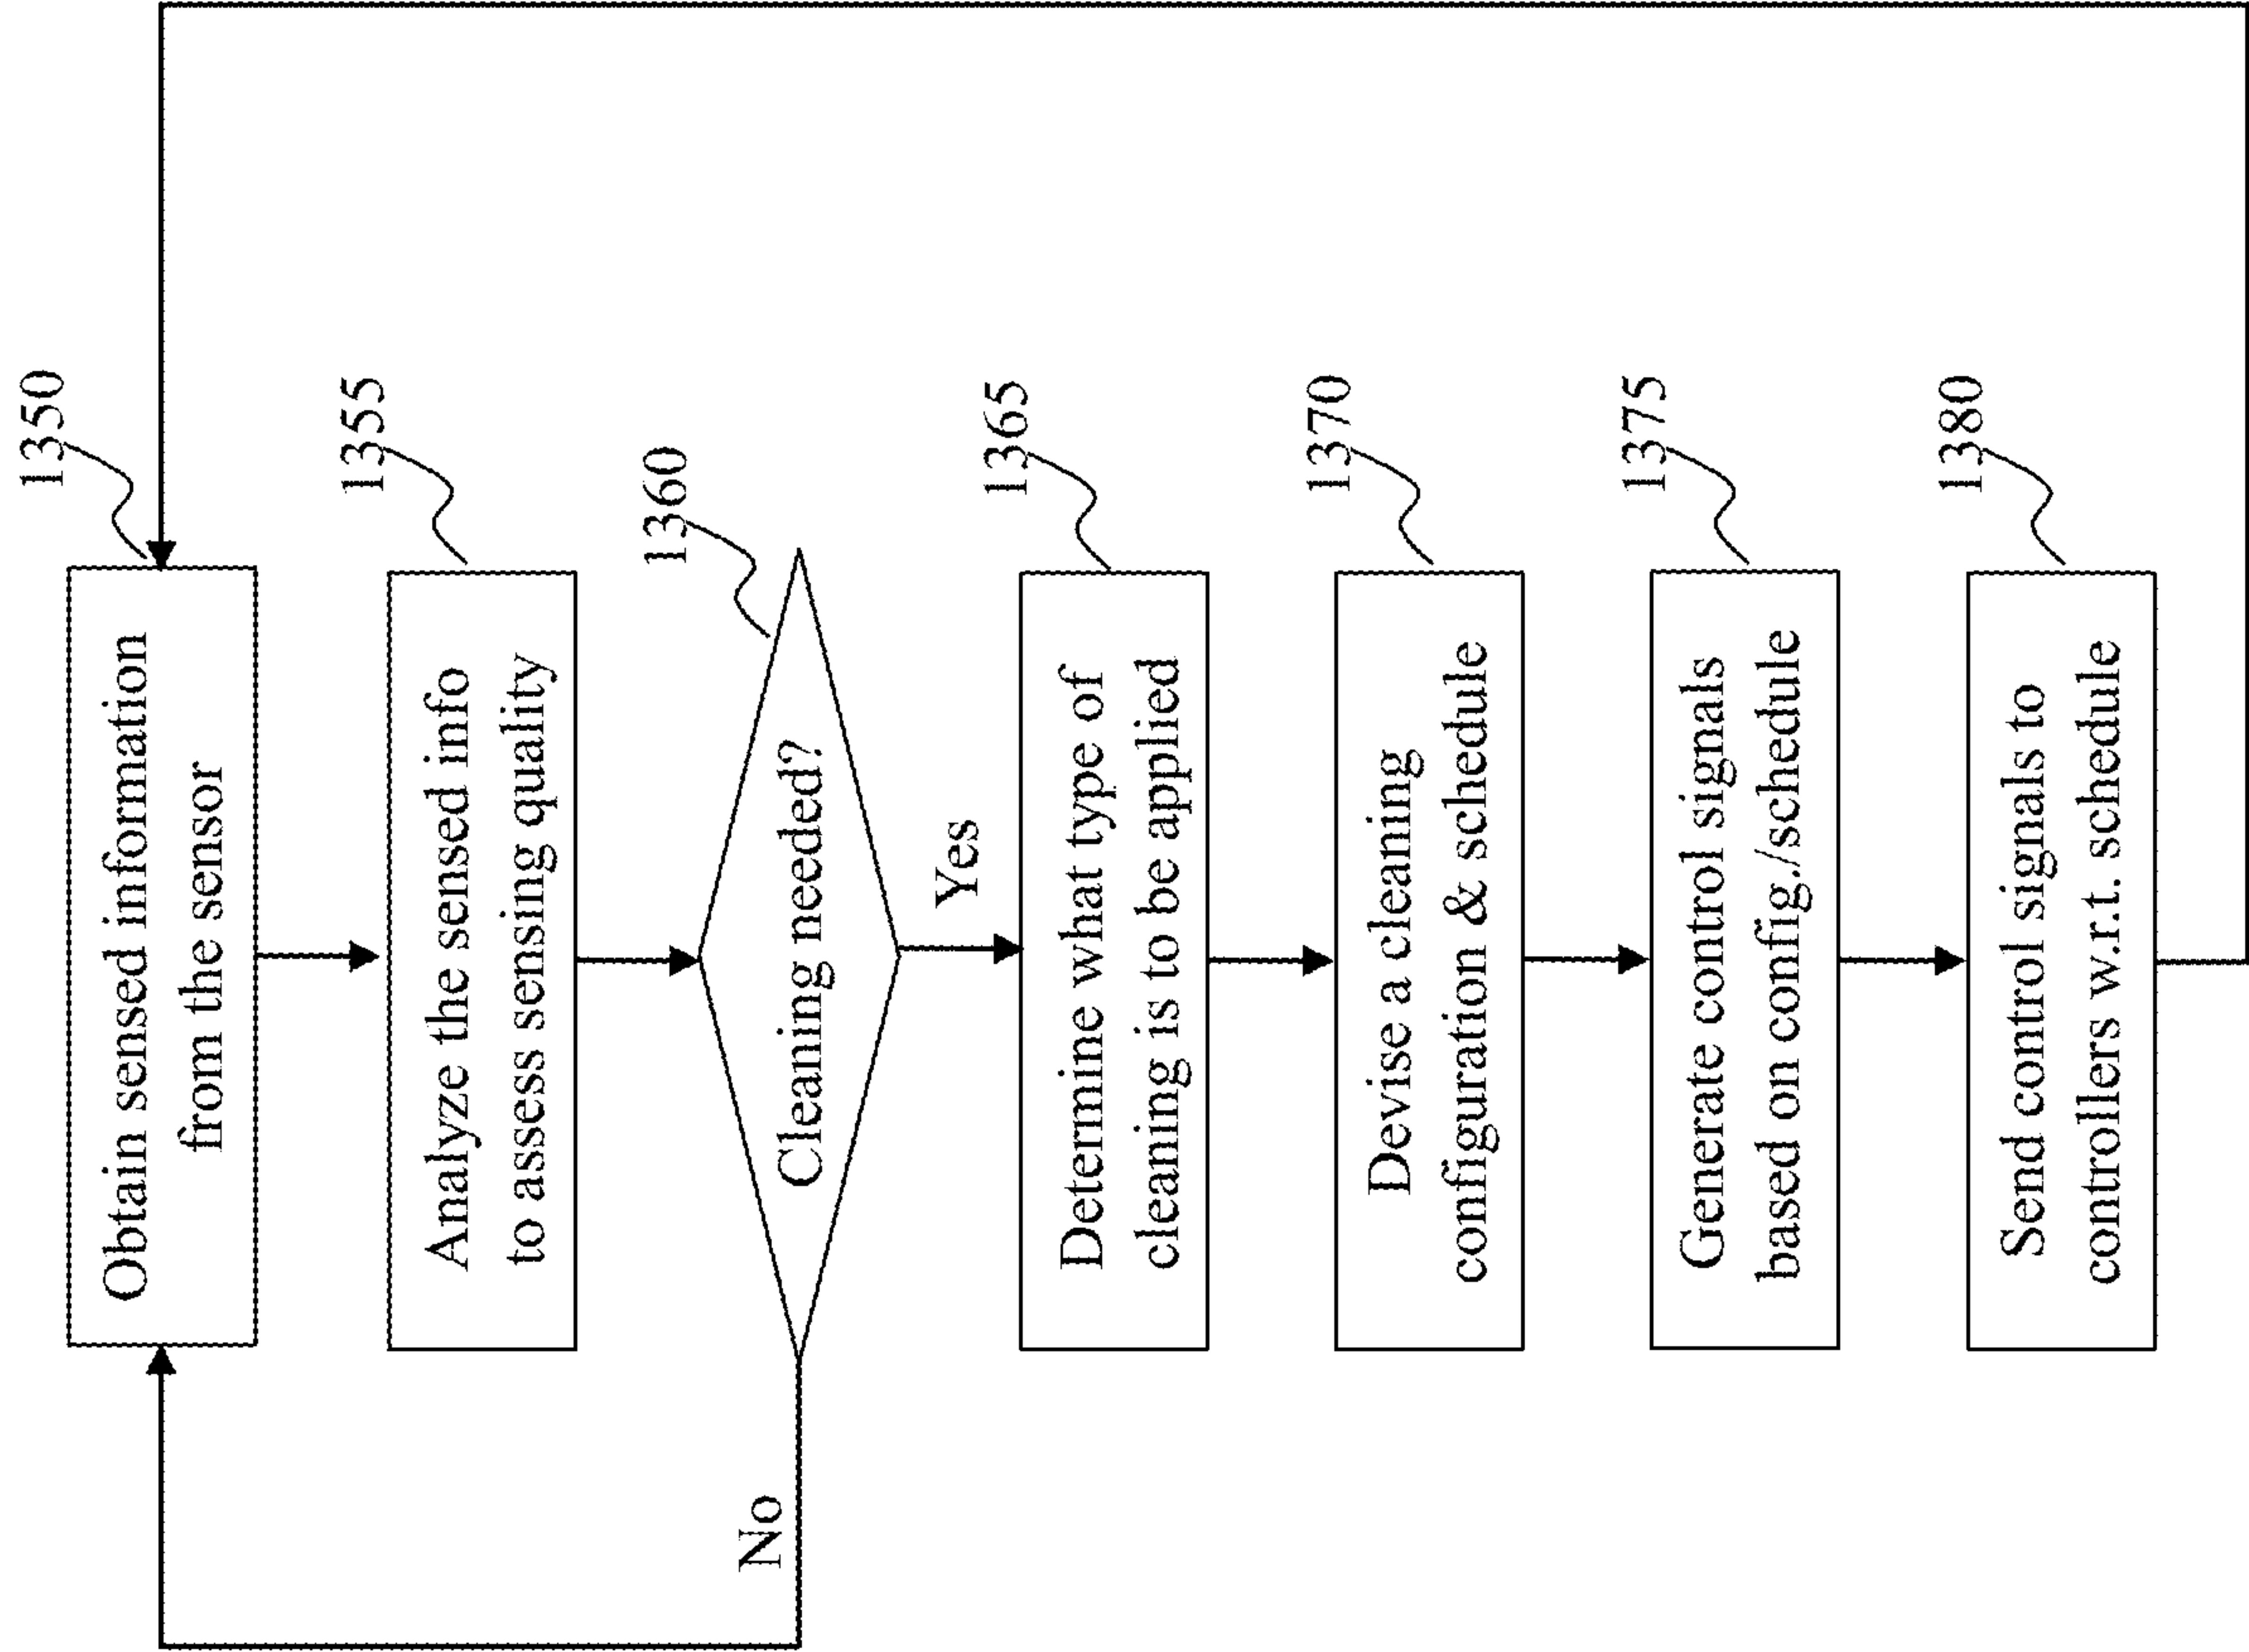 1350
Obtain sensed information
from the sensor
1355
Analyze the sensed info
to assess sensing quality
1360
Cleaning needed?
No
Yes
1365
Determine what type of
cleaning is to be applied
1370
Devise a cleaning
configuration & schedule
1375
Generate control signals
based on config./schedule
1380
Send control signals to
controllers w.r.t. schedule